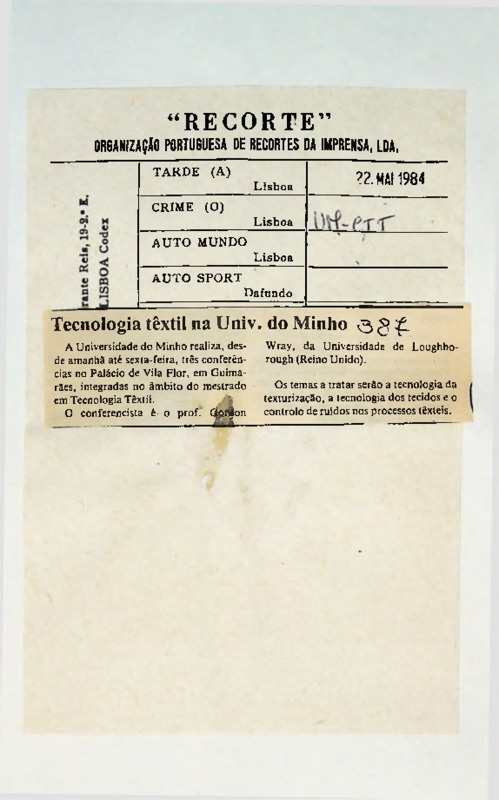 "RECORTE"
ORGANIZAÇÃO PORTUGUESA DE RECORTES DA IMPRENSA, LDA,
rante Reis, 19-2.º E.
LISBOA Codex
TARDE (A)
Lisboa
22. MAI 1984
CRIME (O)
Lisboa
AUTO MUNDO
Lisboa
AUTO SPORT
Dafundo
Tecnologia têxtil na Univ. do Minho 387
A Universidade do Minho realiza, des-
de amanhã até sexta-feira, três conferên-
cias no Palácio de Vila Flor, em Guima-
rães, integradas no âmbito do mestrado
em Tecnologia Têxtil.
O conferencista é o prof. Gordon
Wray, da Universidade de Loughbo-
rough (Reino Unido).
Os temas a tratar serão a tecnologia da
texturização, a tecnologia dos tecidos e o
controlo de ruídos nos processos têxteis.